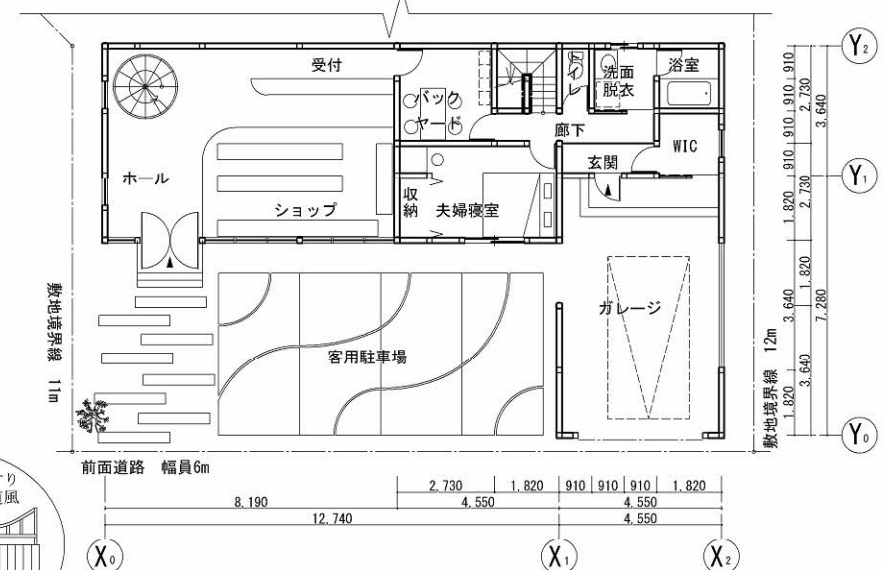 受付
バック
ヤード
トイレ
洗面
脱衣
浴室
廊下
WIC
玄関
ホール
ショップ
収納
夫婦寝室
ガレージ
客用駐車場
敷地境界線 11m
敷地境界線 12m
前面道路 幅員6m
Y2
Y1
Y0
910
910
910
910
1.820
1.820
1.820
2.730
2.730
3.640
3.640
3.640
7.280
2.730
1.820
910
910
910
1.820
8.190
4.550
4.550
12.740
4.550
X0
X1
X2